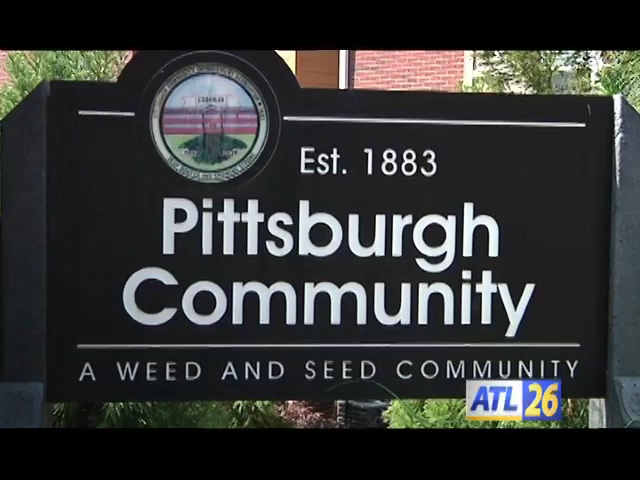 Est. 1883
Pittsburgh
Community
A WEED AND SEED COMMUNITY
ATL 26